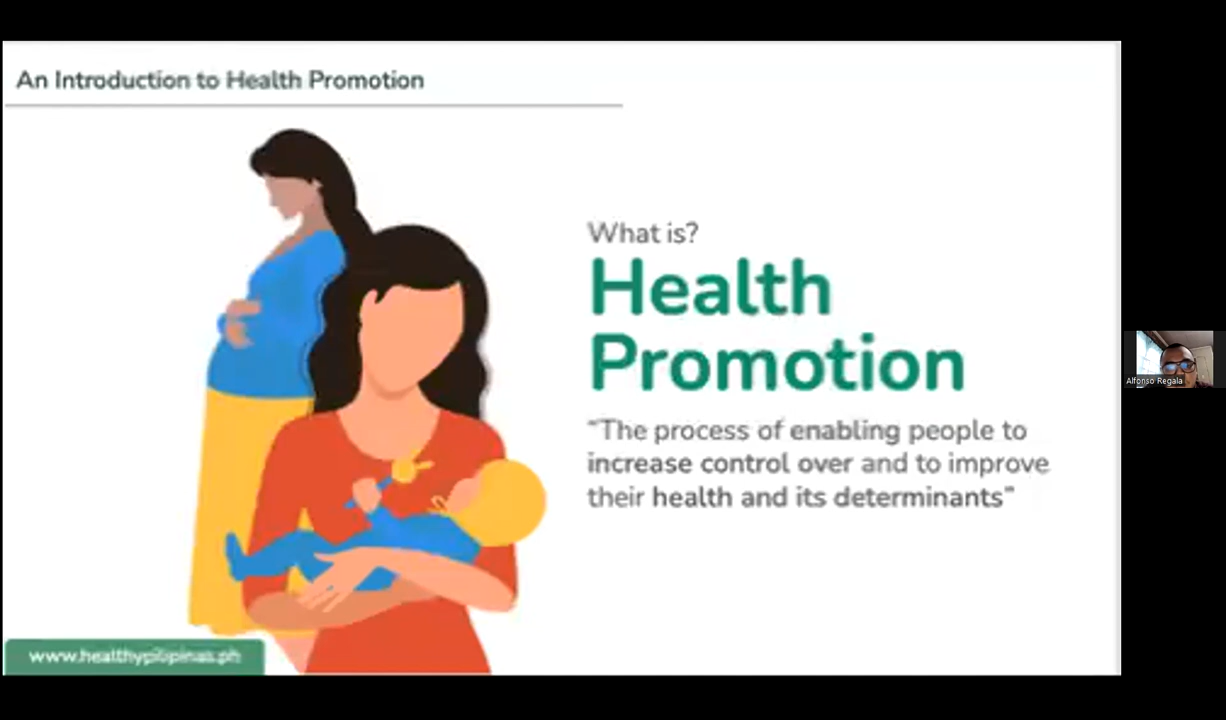 An Introduction to Health Promotion
What is?
Health
Promotion
"The process of enabling people to
increase control over and to improve
their health and its determinants"
www.healthypilipinas.ph
Alfonso Regala